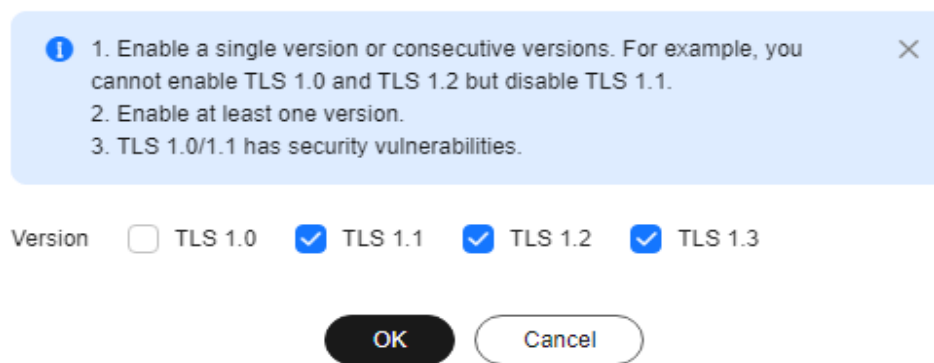 1. Enable a single version or consecutive versions. For example, you
cannot enable TLS 1.0 and TLS 1.2 but disable TLS 1.1.
2. Enable at least one version.
3. TLS 1.0/1.1 has security vulnerabilities.
Version TLS 1.0 TLS 1.1 TLS 1.2 TLS 1.3
OK Cancel